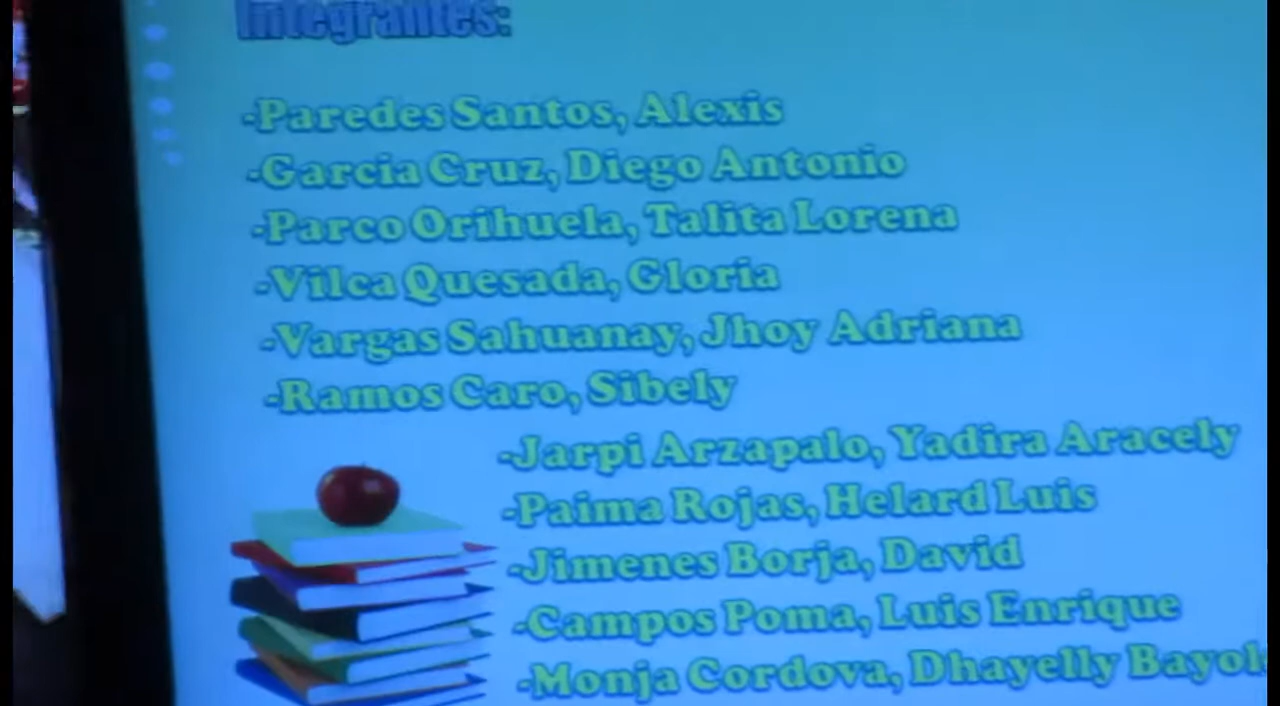 Integrantes:
-Paredes Santos, Alexis
-Garcia Cruz, Diego Antonio
-Parco Orihuela, Talita Lorena
-Vilca Quesada, Gloria
-Vargas Sahuanay, Jhoy Adriana
-Ramos Caro, Sibely
-Jarpi Arzapalo, Yadira Aracely
-Paima Rojas, Helard Luis
-Jimenes Borja, David
-Campos Poma, Luis Enrique
-Monja Cordova, Dhayelly